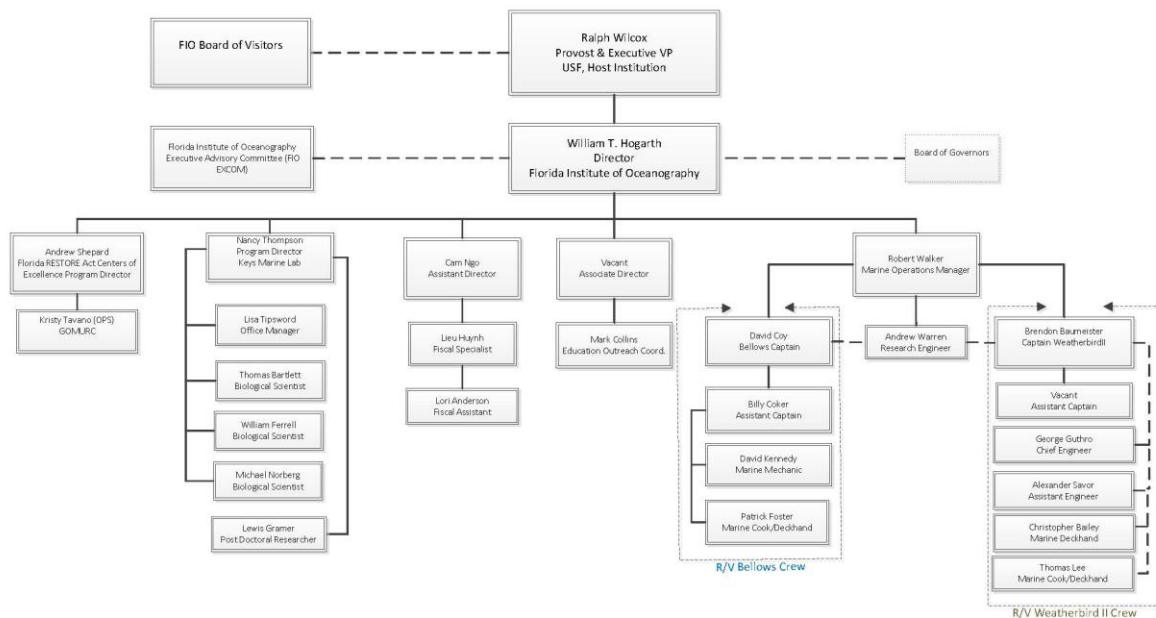 FIO Board of Visitors
Ralph Wilcox
Provost & Executive VP
USF, Host Institution
Florida Institute of Oceanography
Executive Advisory Committee (FIO
EXCOM)
William T. Hogarth
Director
Florida Institute of Oceanography
Board of Governors
Andrew Shepard
Florida RESTORE Act Centers of
Excellence Program Director
Nancy Thompson
Program Director
Keys Marine Lab
Cam Ngo
Assistant Director
Vacant
Associate Director
Robert Walker
Marine Operations Manager
Kristy Tavano (OPS)
GOMURC
Lisa Tipsword
Office Manager
Thomas Bartlett
Biological Scientist
William Ferrell
Biological Scientist
Michael Norberg
Biological Scientist
Lewis Gramer
Post Doctoral Researcher
Lieu Huynh
Fiscal Specialist
Lori Anderson
Fiscal Assistant
Mark Collins
Education Outreach Coord.
David Coy
Bellows Captain
Billy Coker
Assistant Captain
David Kennedy
Marine Mechanic
Patrick Foster
Marine Cook/Deckhand
R/V Bellows Crew
Andrew Warren
Research Engineer
Brendon Baumeister
Captain WeatherbirdII
Vacant
Assistant Captain
George Guthro
Chief Engineer
Alexander Savor
Assistant Engineer
Christopher Bailey
Marine Deckhand
Thomas Lee
Marine Cook/Deckhand
R/V Weatherbird II Crew